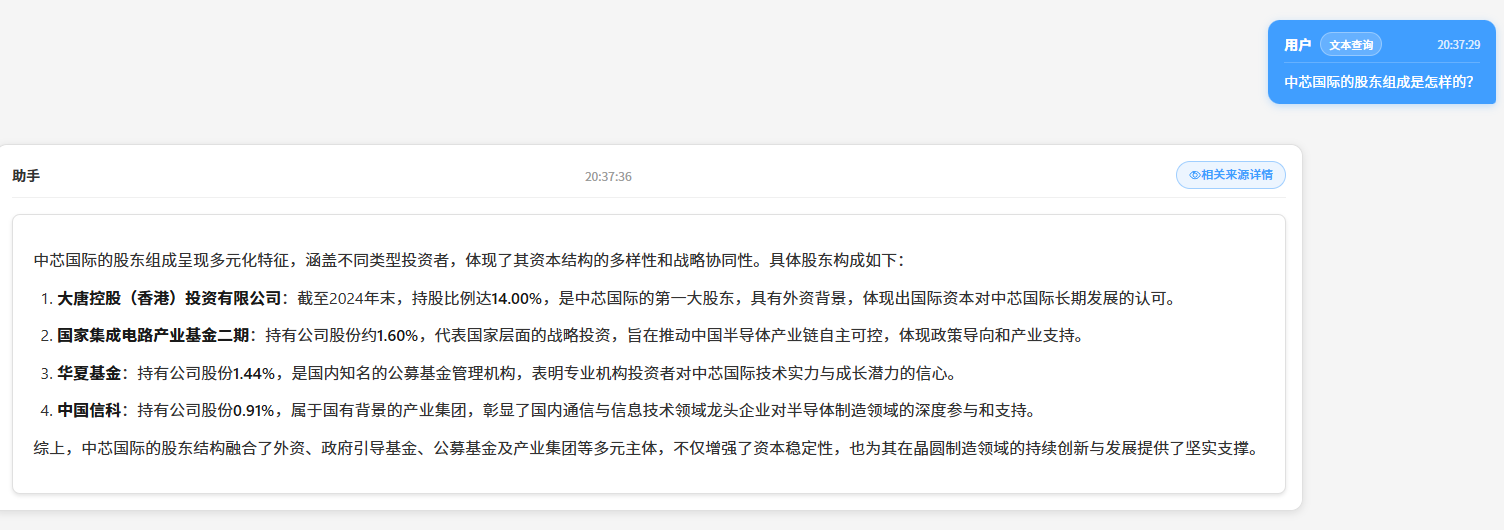 用户 文本查询 20:37:29
中芯国际的股东组成是怎样的？
助手 20:37:36 相关来源详情
中芯国际的股东组成呈现多元化特征，涵盖不同类型投资者，体现了其资本结构的多样性和战略协同性。具体股东构成如下：
1. 大唐控股（香港）投资有限公司：截至2024年末，持股比例达14.00%，是中芯国际的第一大股东，具有外资背景，体现出国际资本对中芯国际长期发展的认可。
2. 国家集成电路产业基金二期：持有公司股份约1.60%，代表国家层面的战略投资，旨在推动中国半导体产业链自主可控，体现政策导向和产业支持。
3. 华夏基金：持有公司股份1.44%，是国内知名的公募基金管理机构，表明专业机构投资者对中芯国际技术实力与成长潜力的信心。
4. 中国信科：持有公司股份0.91%，属于国有背景的产业集团，彰显了国内通信与信息技术领域龙头企业对半导体制造领域的深度参与和支持。
综上，中芯国际的股东结构融合了外资、政府引导基金、公募基金及产业集团等多元主体，不仅增强了资本稳定性，也为其在晶圆制造领域的持续创新与发展提供了坚实支撑。